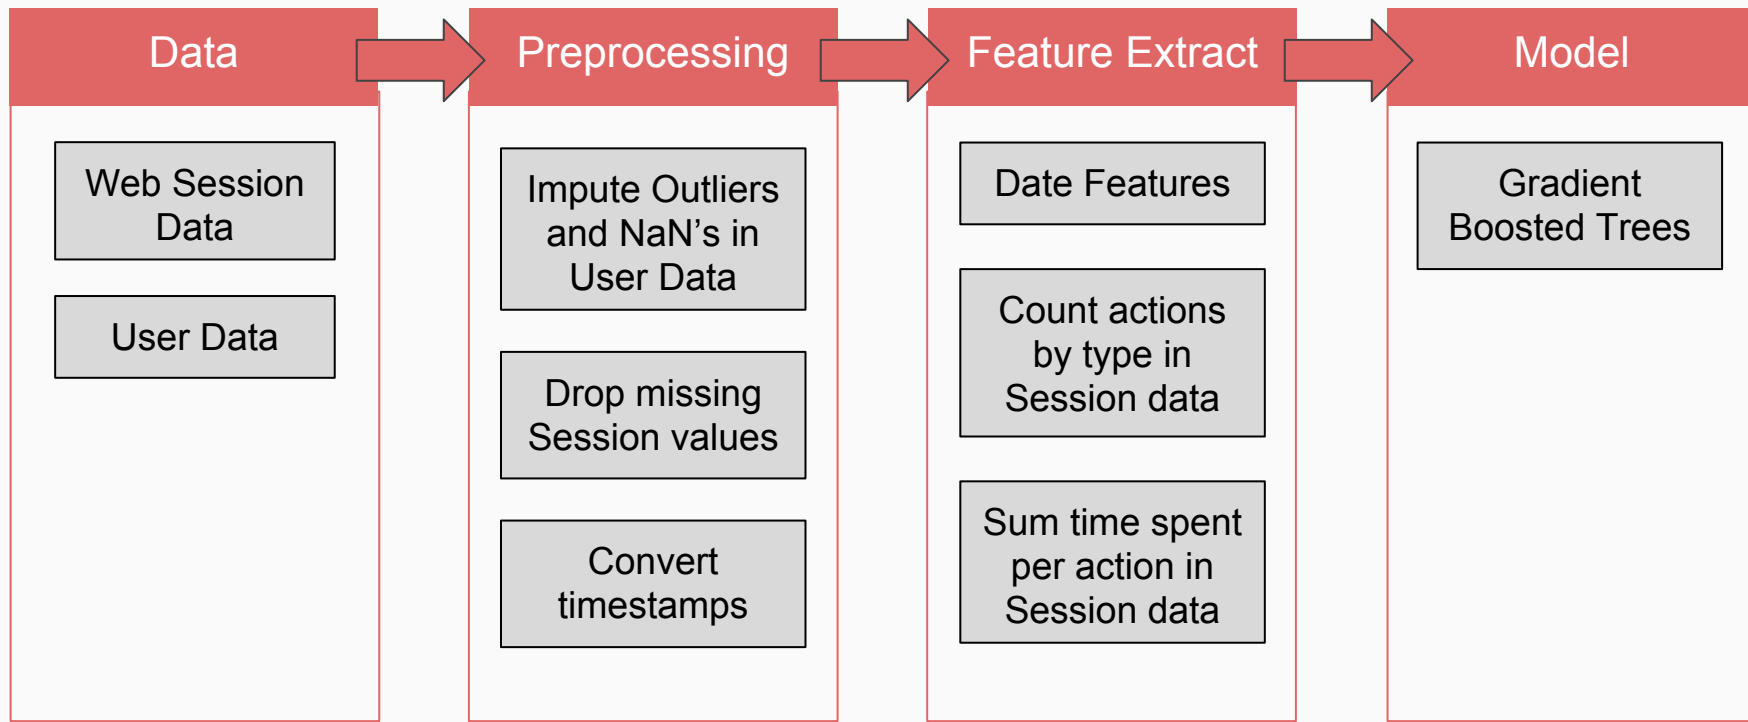 Data
Preprocessing
Feature Extract
Model
Web Session
Data
User Data
Impute Outliers
and NaN's in
User Data
Drop missing
Session values
Convert
timestamps
Date Features
Count actions
by type in
Session data
Sum time spent
per action in
Session data
Gradient
Boosted Trees